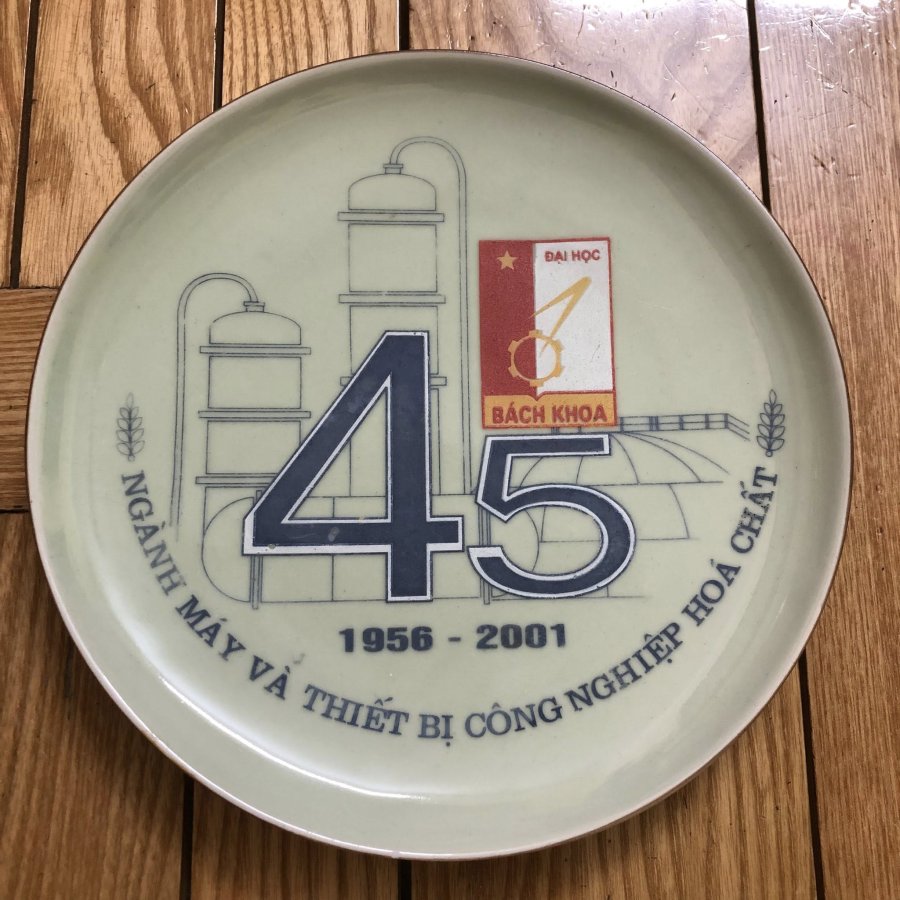 ĐẠI HỌC
BÁCH KHOA
45
1956 - 2001
NGÀNH MÁY VÀ THIẾT BỊ CÔNG NGHIỆP HOÁ CHẤT